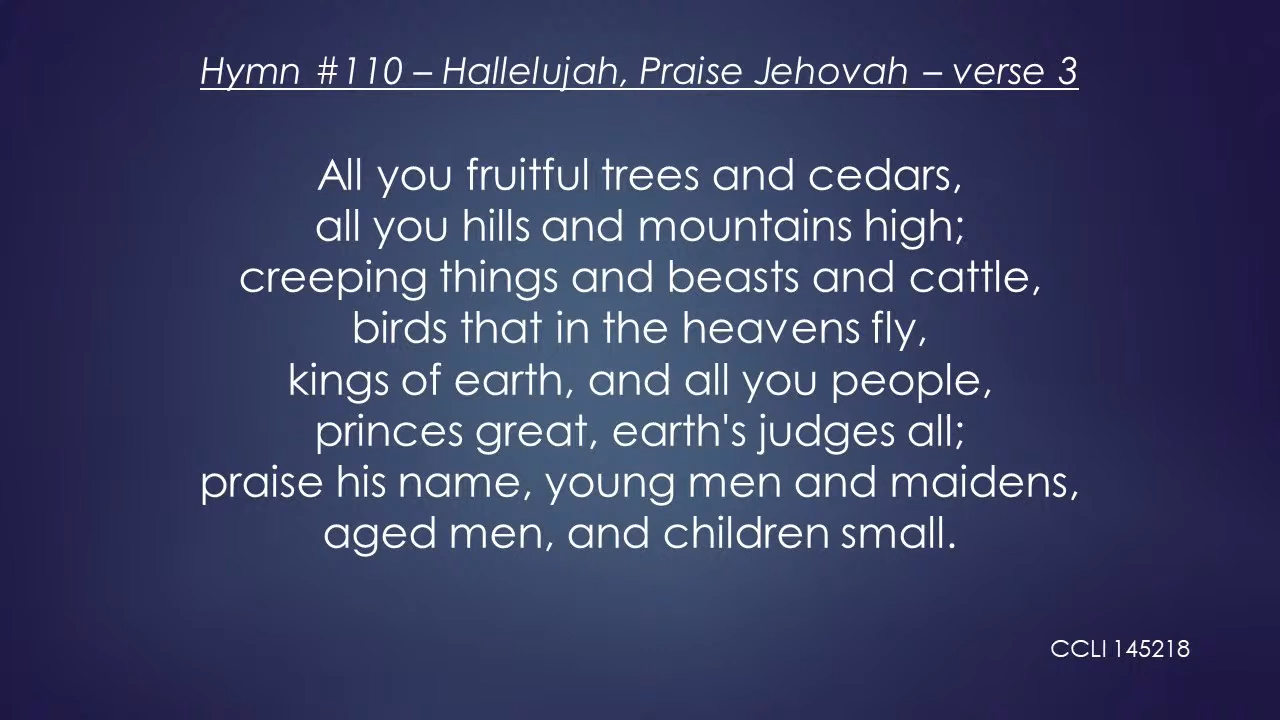 Hymn #110 – Hallelujah, Praise Jehovah – verse 3
All you fruitful trees and cedars,
all you hills and mountains high;
creeping things and beasts and cattle,
birds that in the heavens fly,
kings of earth, and all you people,
princes great, earth's judges all;
praise his name, young men and maidens,
aged men, and children small.
CCLI 145218